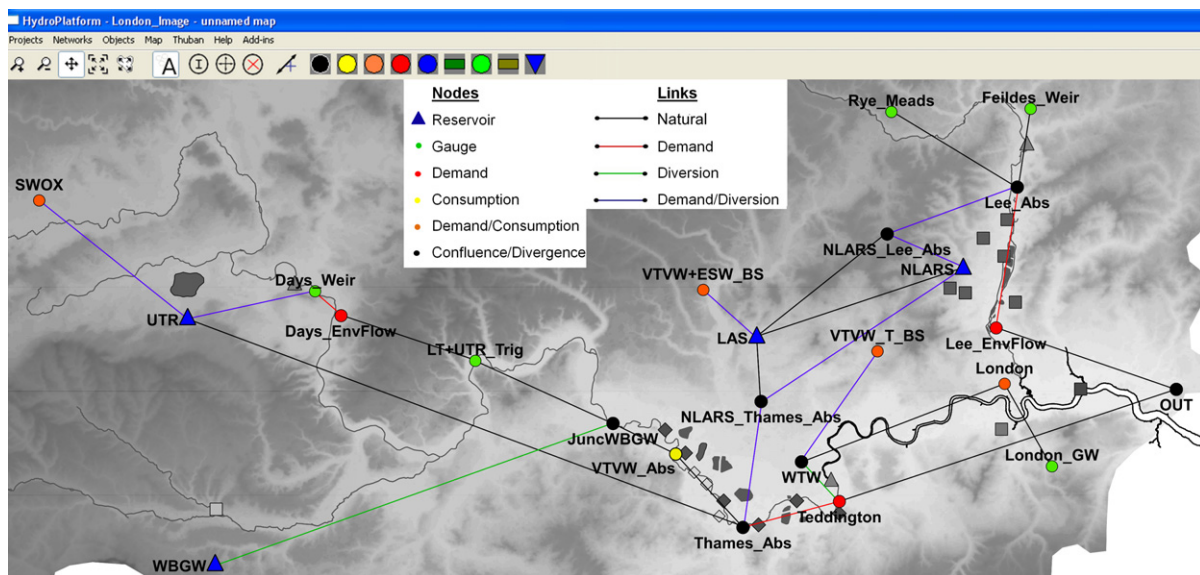 HydroPlatform - London_Image - unnamed map
Projects Networks Objects Map Thuban Help Add-ins
A
Nodes
Reservoir
Gauge
Demand
Consumption
Demand/Consumption
Confluence/Divergence
Links
Natural
Demand
Diversion
Demand/Diversion
Rye_Meads
Feildes_Weir
SWOX
Lee_Abs
NLARS_Lee_Abs
NLARS
VTVW+ESW_BS
Days_Weir
UTR
Days_EnvFlow
LAS
VTVW_T_BS
Lee_EnvFlow
LT+UTR_Trig
London
OUT
NLARS_Thames_Abs
JuncWBGW
VTVW_Abs
WTW
London_GW
Teddington
Thames_Abs
WBGW